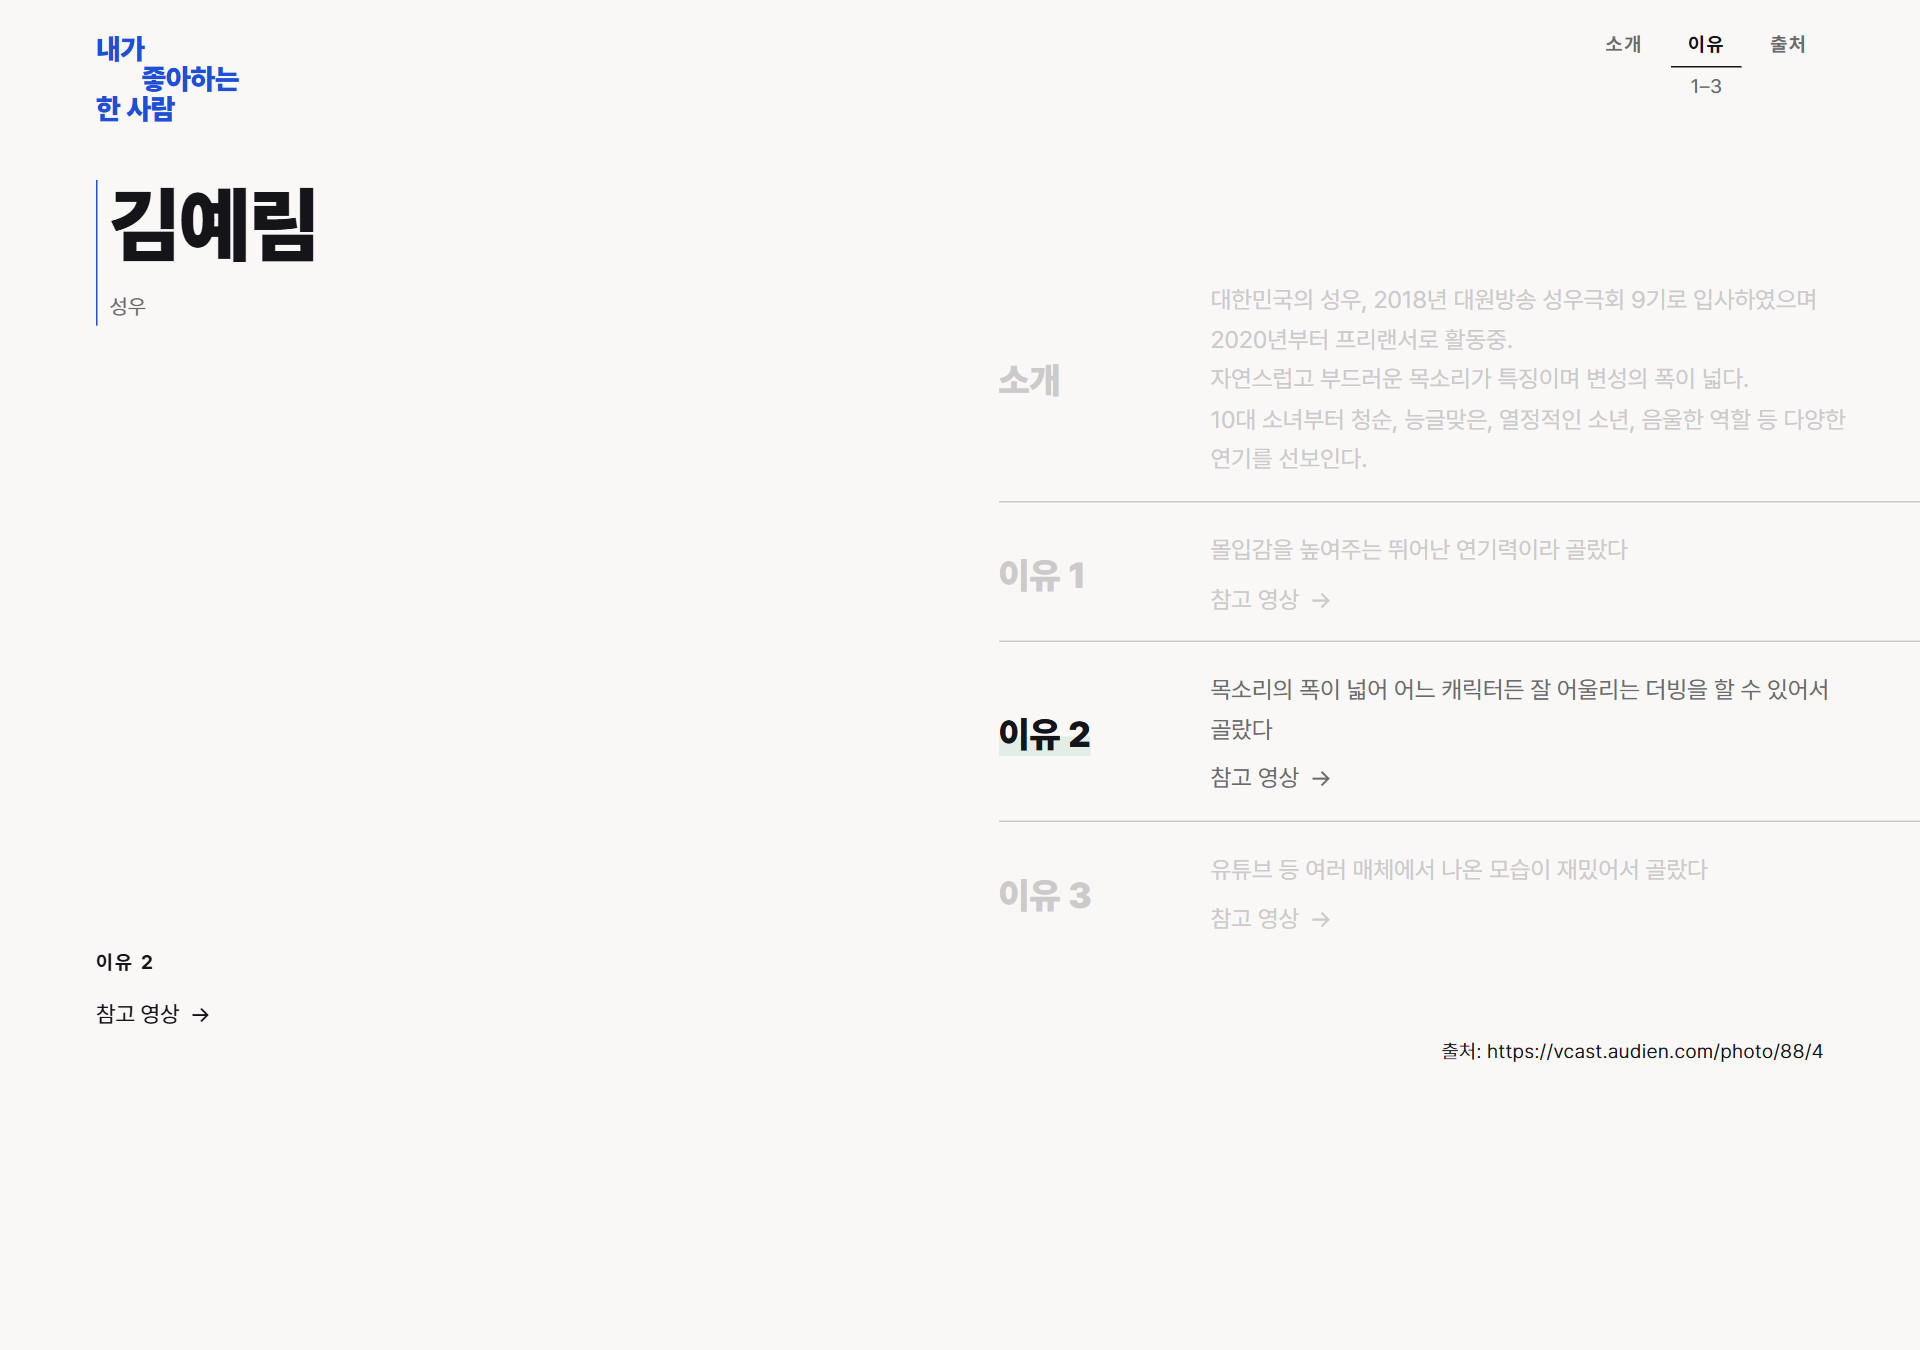 내가
좋아하는
한 사람
소개
이유
출처
1–3
김예림
성우
소개
대한민국의 성우, 2018년 대원방송 성우극회 9기로 입사하였으며
2020년부터 프리랜서로 활동중.
자연스럽고 부드러운 목소리가 특징이며 변성의 폭이 넓다.
10대 소녀부터 청순, 능글맞은, 열정적인 소년, 음울한 역할 등 다양한
연기를 선보인다.
이유 1
몰입감을 높여주는 뛰어난 연기력이라 골랐다
참고 영상 →
이유 2
목소리의 폭이 넓어 어느 캐릭터든 잘 어울리는 더빙을 할 수 있어서
골랐다
참고 영상 →
이유 3
유튜브 등 여러 매체에서 나온 모습이 재밌어서 골랐다
참고 영상 →
이유 2
참고 영상 →
출처: https://vcast.audien.com/photo/88/4